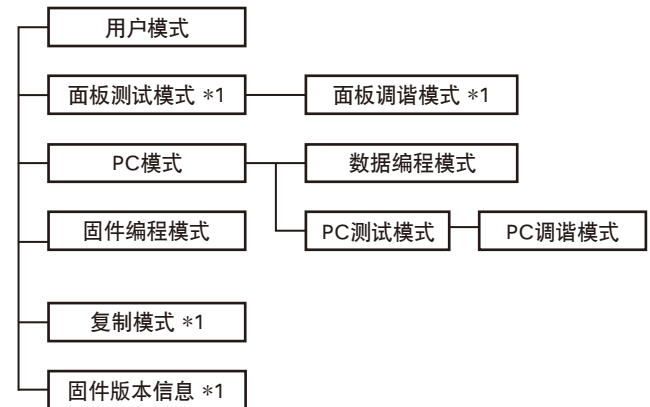 用户模式
面板测试模式 *1
面板调谐模式 *1
PC模式
数据编程模式
固件编程模式
PC测试模式
PC调谐模式
复制模式 *1
固件版本信息 *1